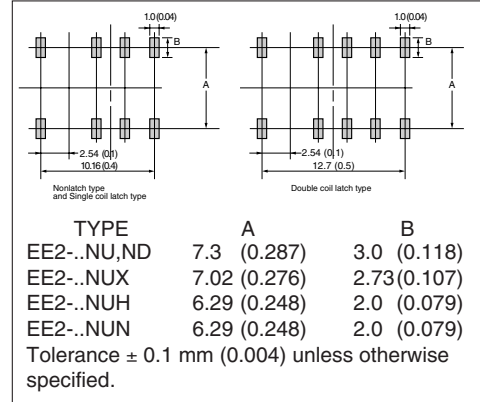 1.0 (0.04)
B
A
2.54 (0.1)
10.16 (0.4)
Nonlatch type
and Single coil latch type
1.0 (0.04)
B
A
2.54 (0.1)
12.7 (0.5)
Double coil latch type
TYPE A B
EE2-..NU,ND 7.3 (0.287) 3.0 (0.118)
EE2-..NUX 7.02 (0.276) 2.73(0.107)
EE2-..NUH 6.29 (0.248) 2.0 (0.079)
EE2-..NUN 6.29 (0.248) 2.0 (0.079)
Tolerance ± 0.1 mm (0.004) unless otherwise
specified.